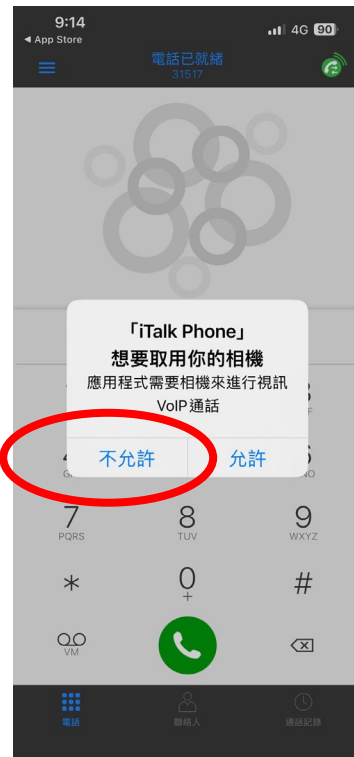 9:14
4G 90
◀ App Store
電話已就緒
31517
「iTalk Phone」
想要取用你的相機
應用程式需要相機來進行視訊
VoIP 通話
不允許 允許
7 8 9
PQRS TUV WXYZ
* 0 #
+
VM
電話 聯絡人 通話記錄